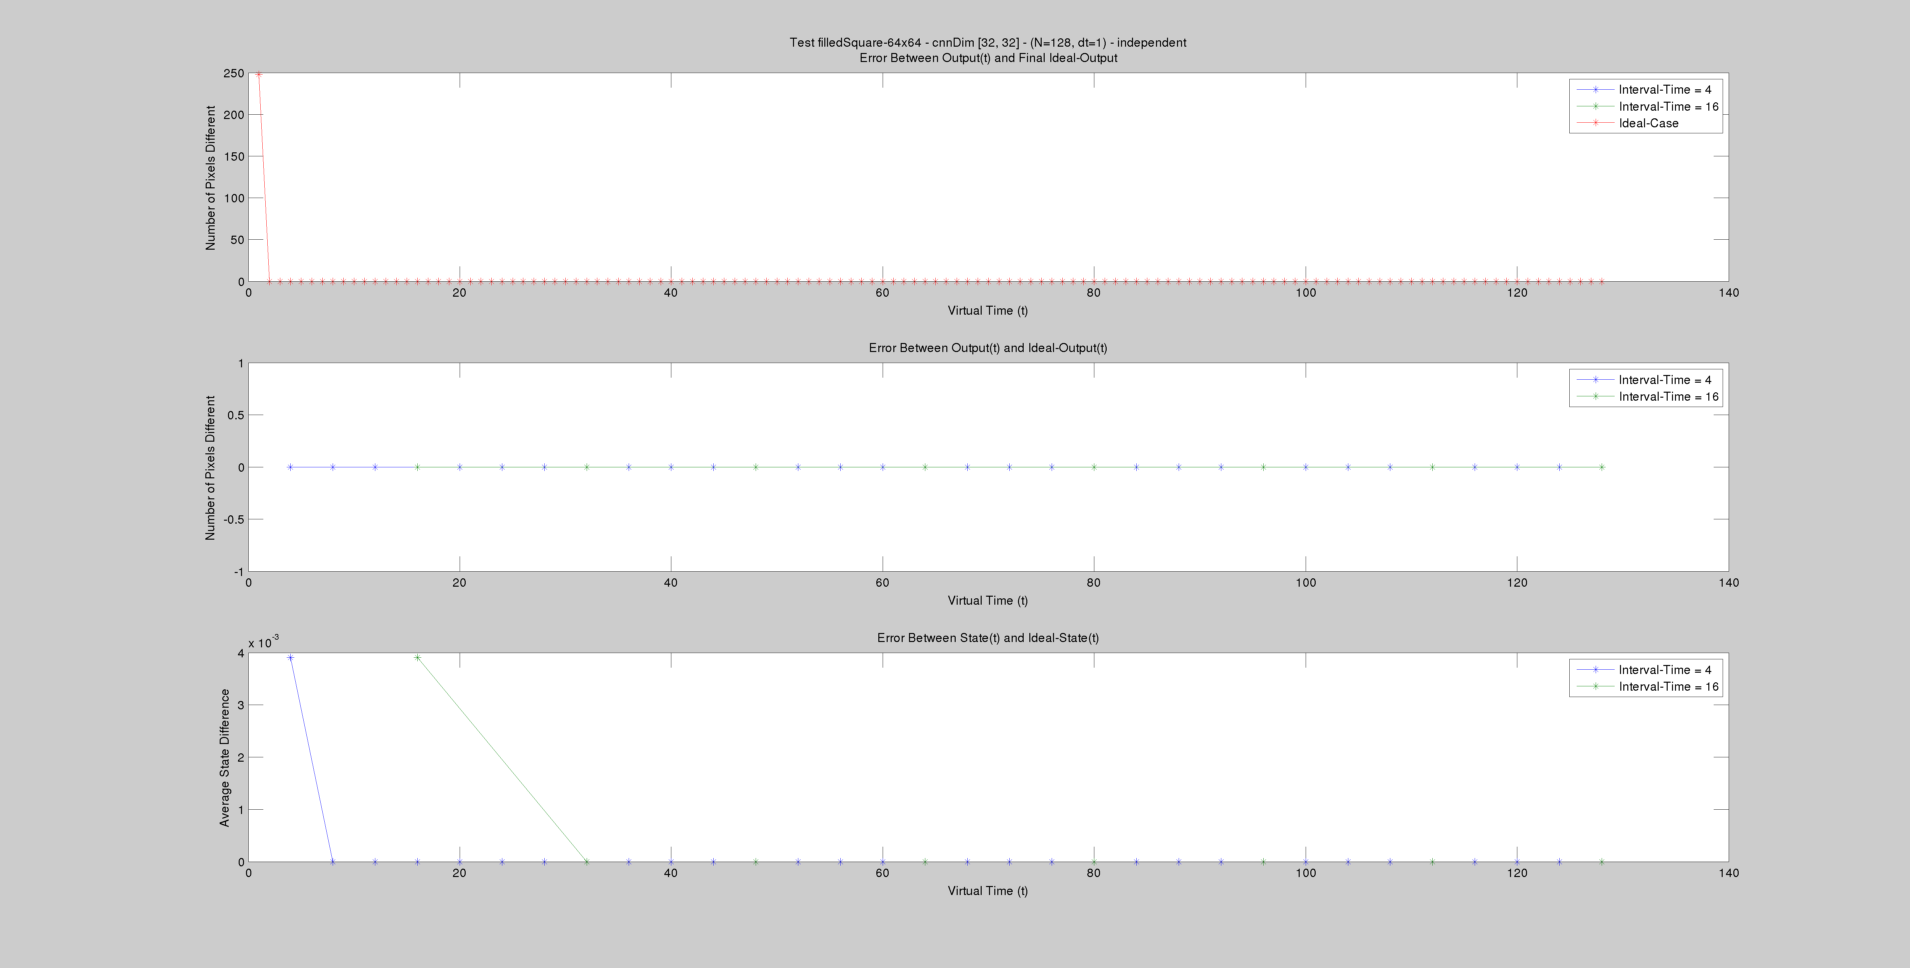 Test filledSquare-64x64 - cnnDim [32, 32] - (N=128, dt=1) - independent
Error Between Output(t) and Final Ideal-Output
Number of Pixels Different
250
200
150
100
50
0
0 20 40 60 80 100 120 140
Virtual Time (t)
Interval-Time = 4
Interval-Time = 16
Ideal-Case
Error Between Output(t) and Ideal-Output(t)
Number of Pixels Different
1
0.5
0
-0.5
-1
0 20 40 60 80 100 120 140
Virtual Time (t)
Interval-Time = 4
Interval-Time = 16
Error Between State(t) and Ideal-State(t)
x 10^-3
Average State Difference
4
3
2
1
0
0 20 40 60 80 100 120 140
Virtual Time (t)
Interval-Time = 4
Interval-Time = 16